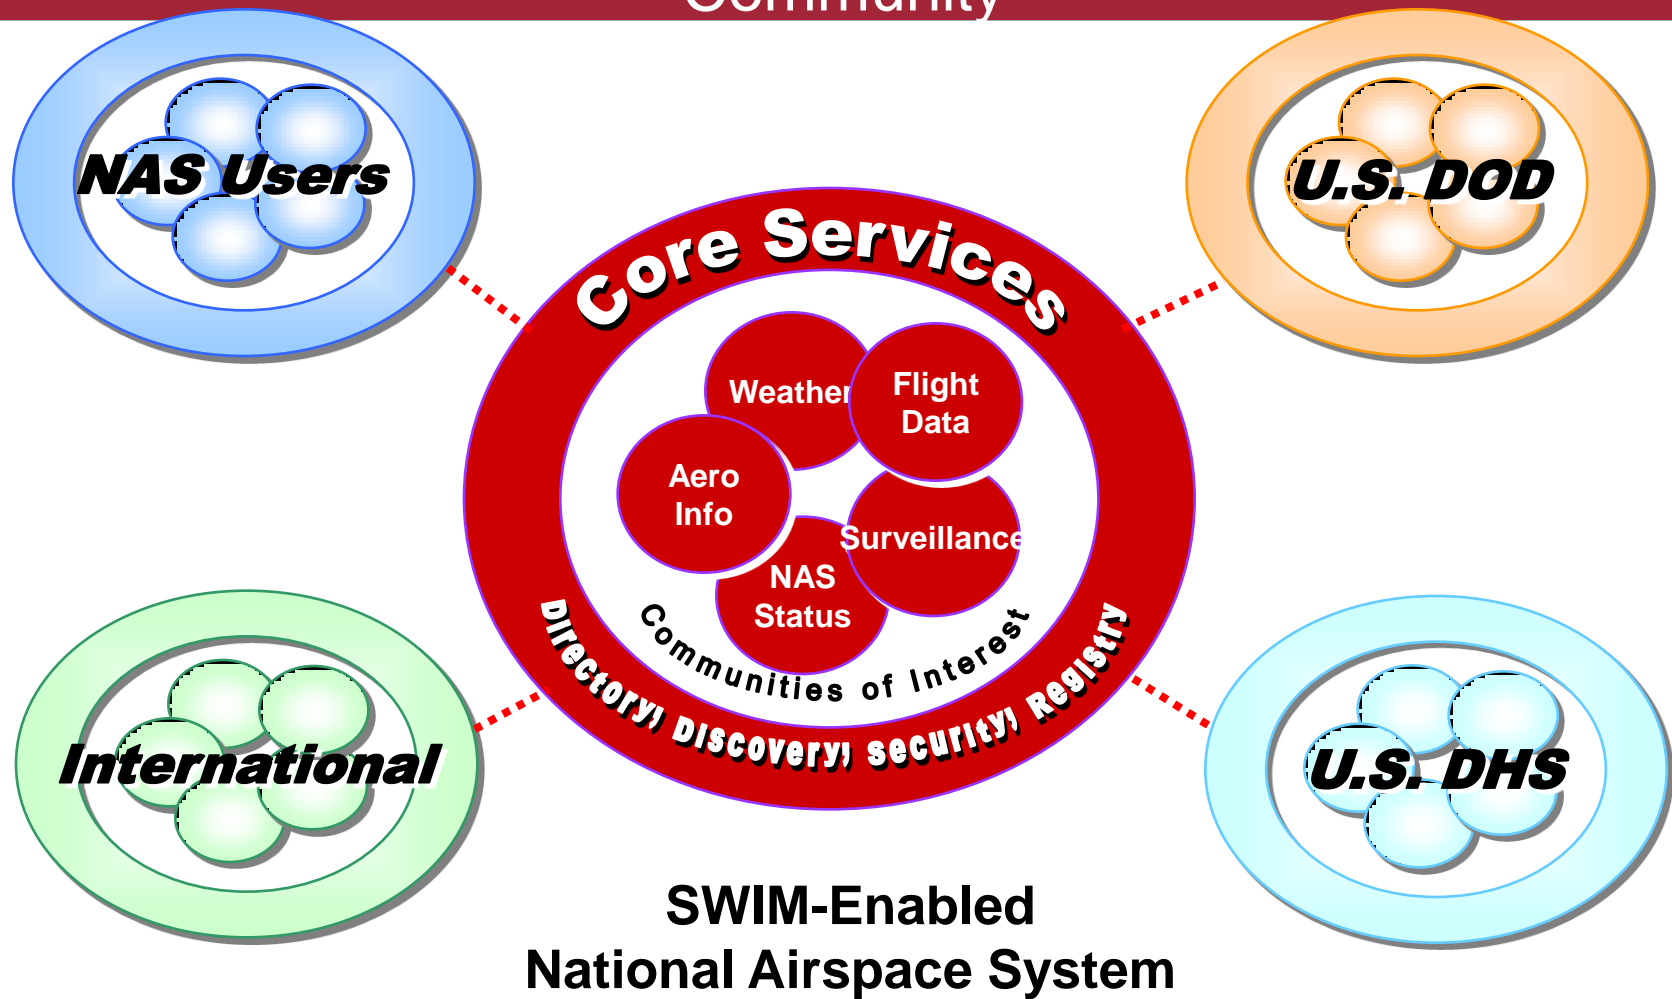 Community
NAS Users
U.S. DOD
Core Services
Weather
Flight
Data
Aero
Info
Surveillance
NAS
Status
Communities of Interest
Directory; Discovery; security; Registry
International
U.S. DHS
SWIM-Enabled
National Airspace System